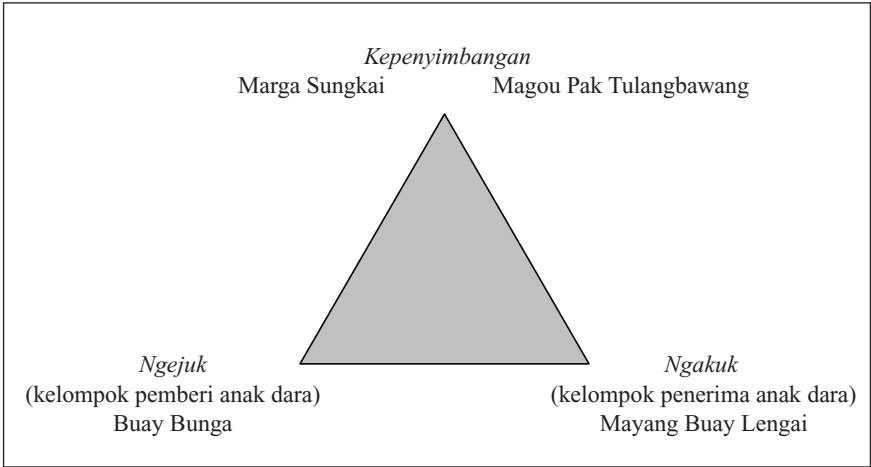 Kepenyimbangan
Marga Sungkai Magou Pak Tulangbawang
Ngejuk
(kelompok pemberi anak dara)
Buay Bunga
Ngakuk
(kelompok penerima anak dara)
Mayang Buay Lengai